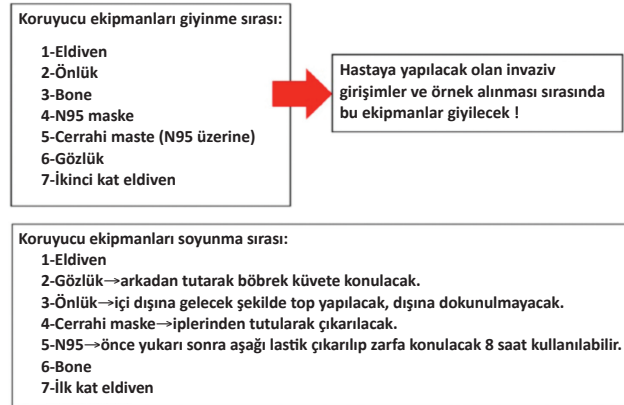 Koruyucu ekipmanları giyinme sırası:
1-Eldiven
2-Önlük
3-Bone
4-N95 maske
5-Cerrahi maste (N95 üzerine)
6-Gözlük
7-İkinci kat eldiven
Hastaya yapılacak olan invaziv
girişimler ve örnek alınması sırasında
bu ekipmanlar giyilecek !
Koruyucu ekipmanları soyunma sırası:
1-Eldiven
2-Gözlük→arkadan tutarak böbrek küvete konulacak.
3-Önlük→içi dışına gelecek şekilde top yapılacak, dışına dokunulmayacak.
4-Cerrahi maske→iplerinden tutularak çıkarılacak.
5-N95→önce yukarı sonra aşağı lastik çıkarılıp zarfa konulacak 8 saat kullanılabilir.
6-Bone
7-İlk kat eldiven